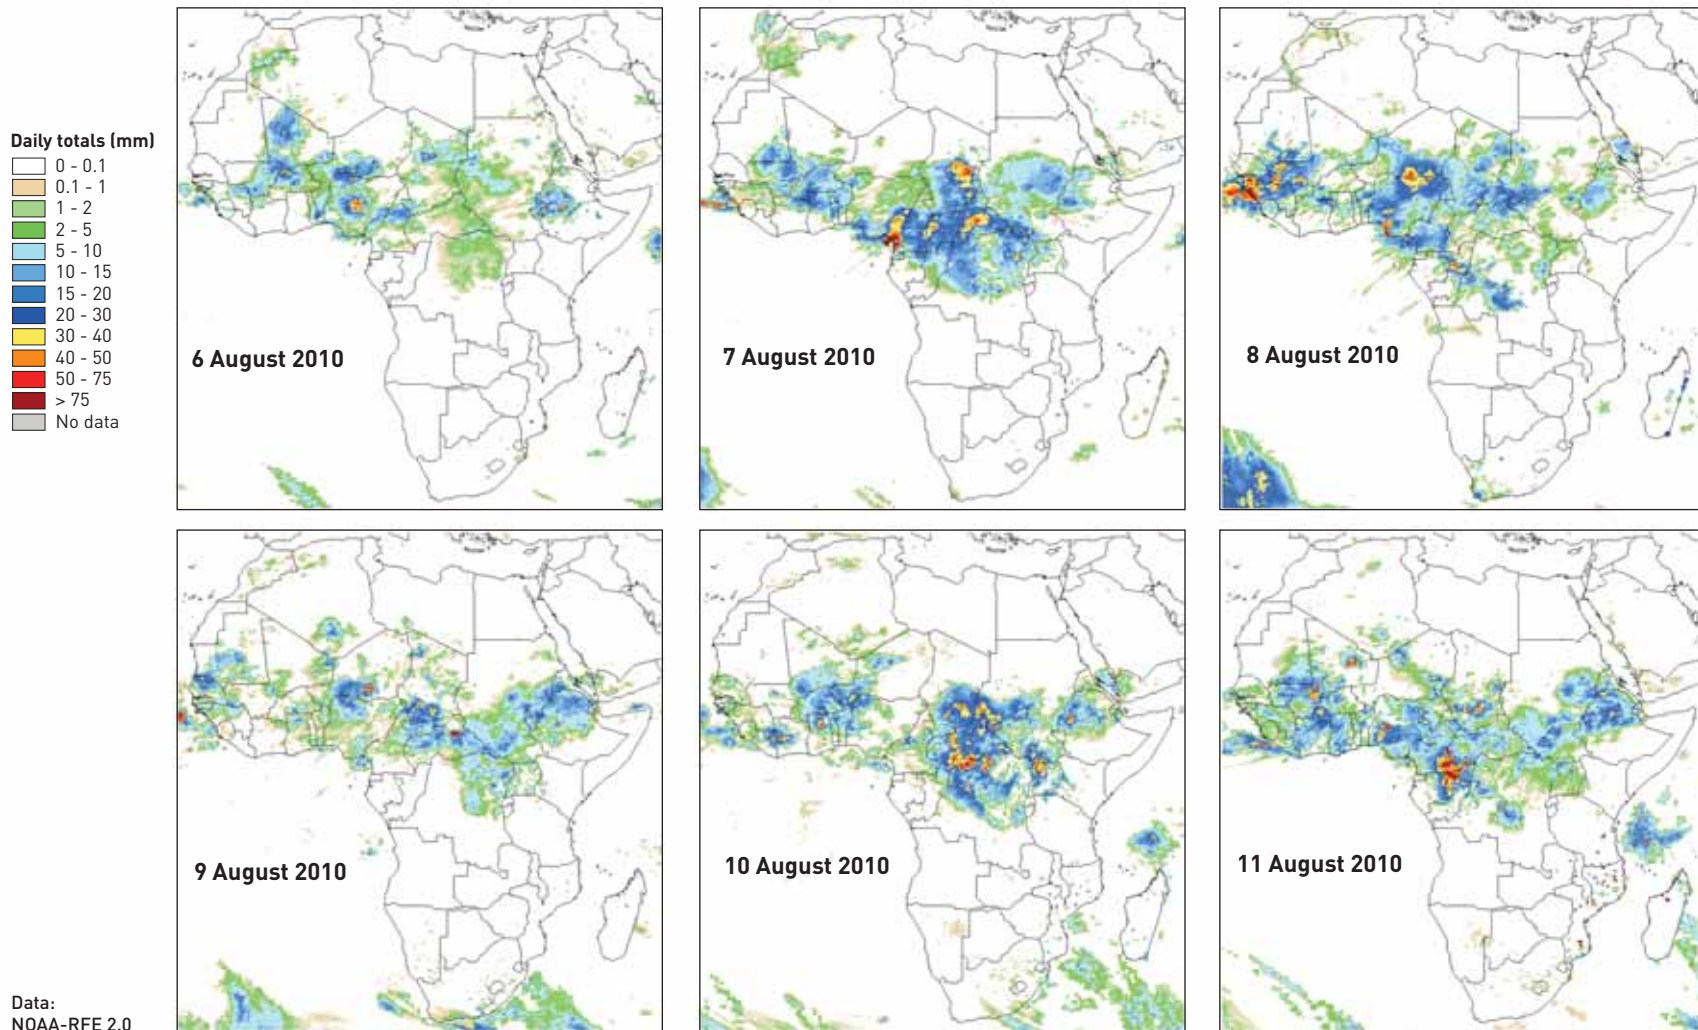 Daily totals (mm)
0 - 0.1
0.1 - 1
1 - 2
2 - 5
5 - 10
10 - 15
15 - 20
20 - 30
30 - 40
40 - 50
50 - 75
> 75
No data
6 August 2010
7 August 2010
8 August 2010
9 August 2010
10 August 2010
11 August 2010
Data:
NOAA-RFE 2.0